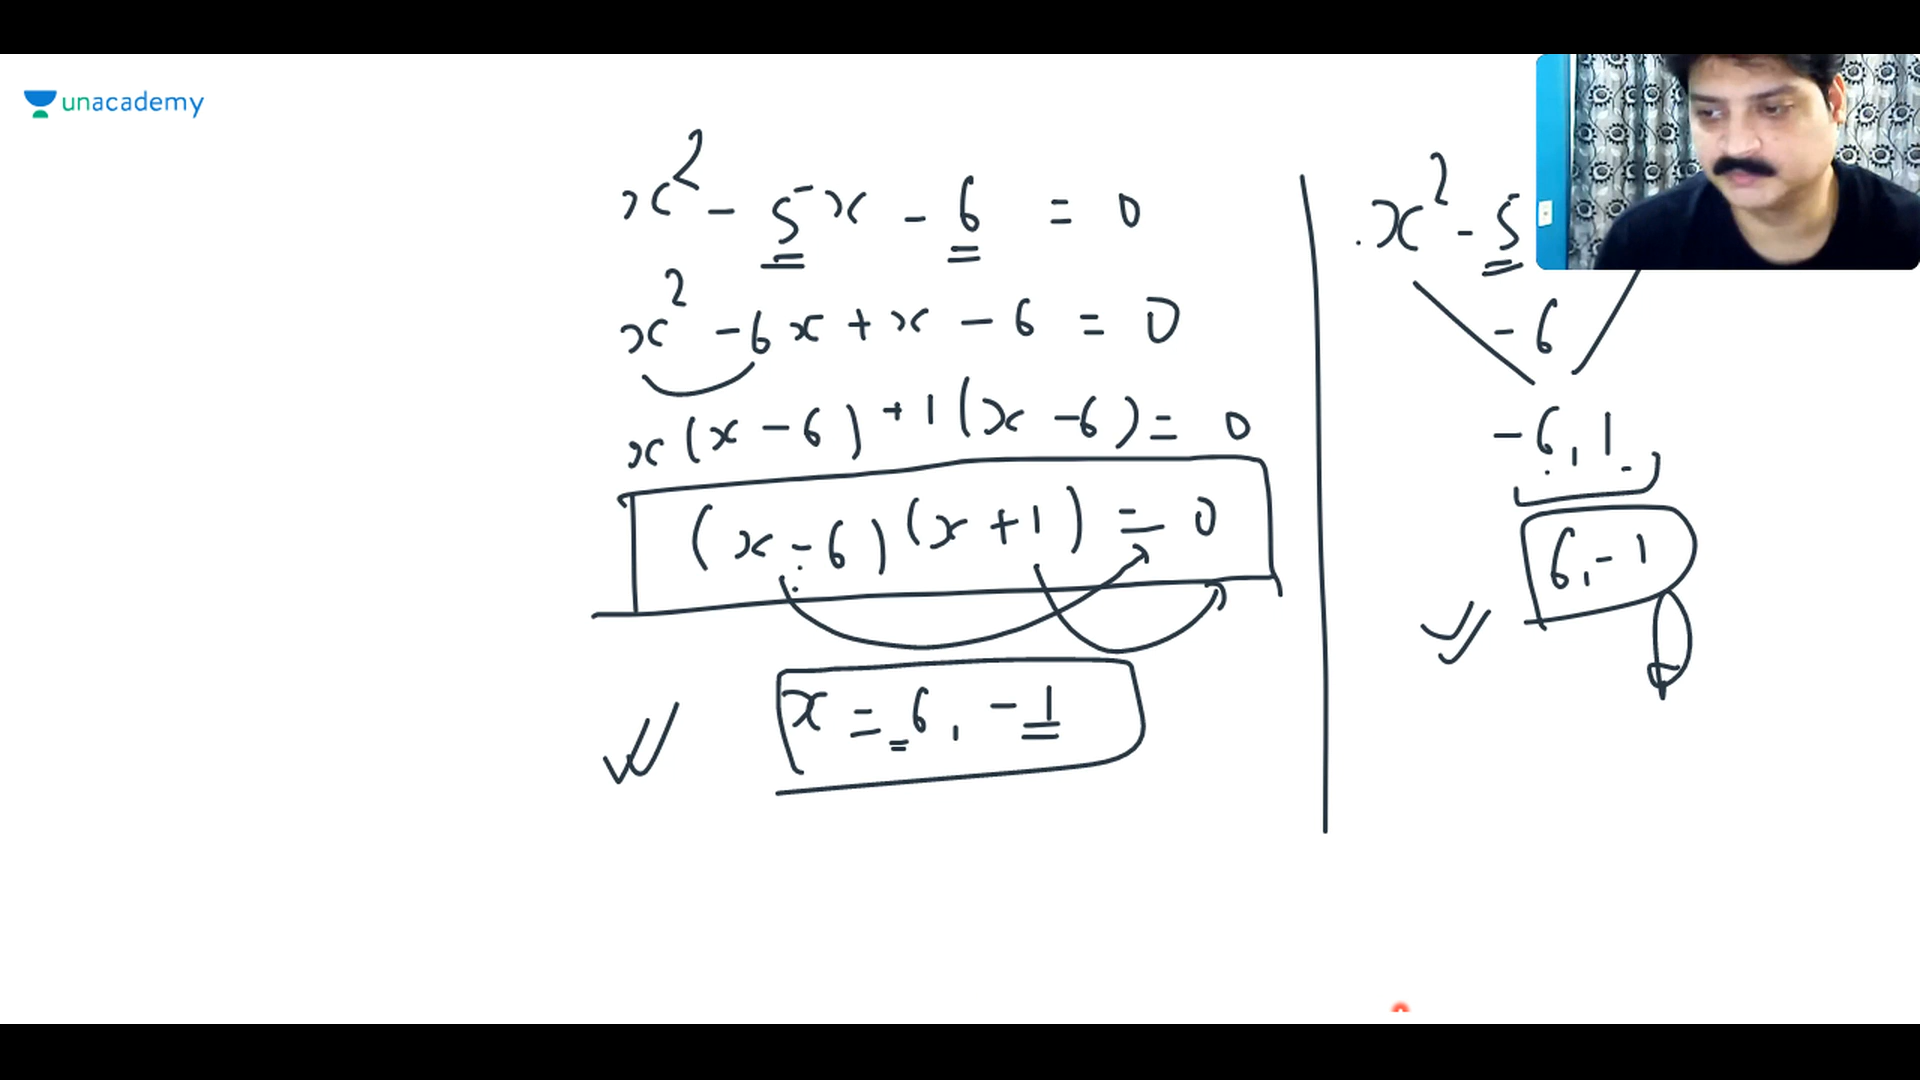 unacademy
x² - 5x - 6 = 0
x² - 6x + x - 6 = 0
x(x - 6) + 1(x - 6) = 0
(x - 6)(x + 1) = 0
x = 6, -1
x² - 5
-6
-6, 1
6, -1